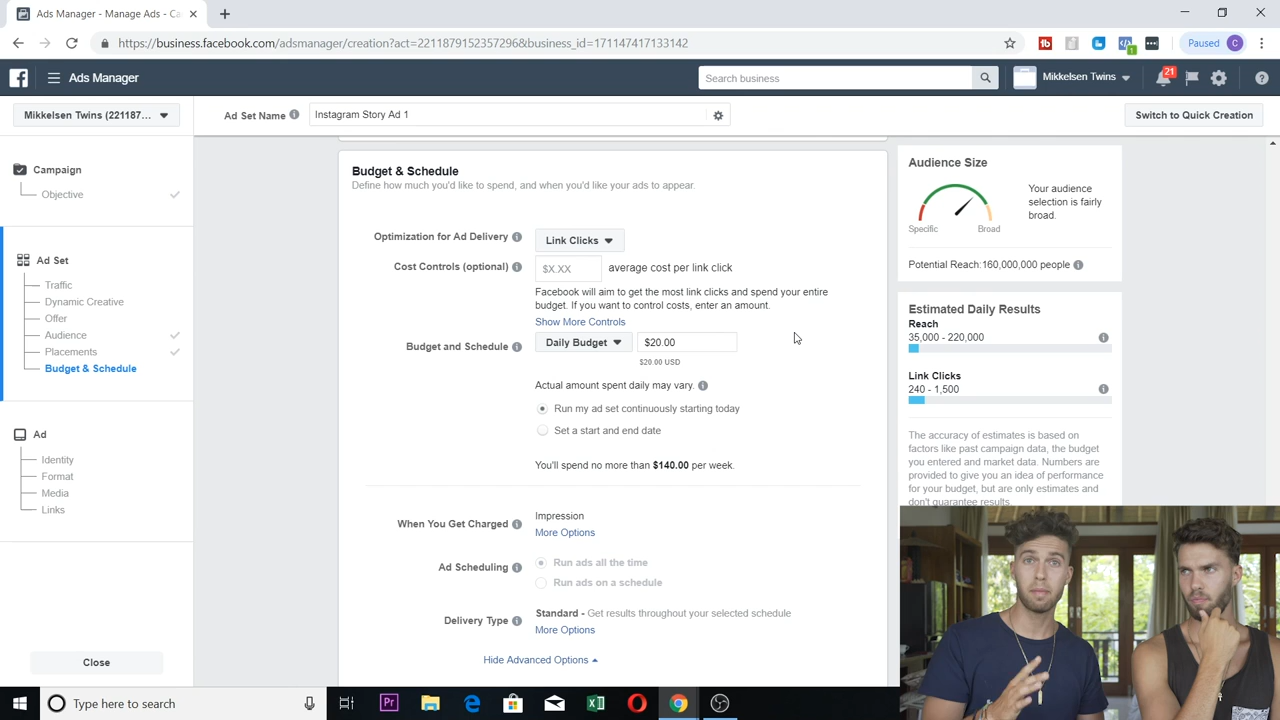 Ads Manager - Manage Ads - Ca
https://business.facebook.com/adsmanager/creation?act=2211879152357296&business_id=171147417133142
Paused C
Ads Manager
Search business
Mikkelsen Twins
21
Mikkelsen Twins (221187...
Ad Set Name
Instagram Story Ad 1
Switch to Quick Creation
Campaign
Objective
Ad Set
Traffic
Dynamic Creative
Offer
Audience
Placements
Budget & Schedule
Ad
Identity
Format
Media
Links
Close
Budget & Schedule
Define how much you'd like to spend, and when you'd like your ads to appear.
Optimization for Ad Delivery
Link Clicks
Cost Controls (optional)
$X.XX
average cost per link click
Facebook will aim to get the most link clicks and spend your entire
budget. If you want to control costs, enter an amount.
Show More Controls
Budget and Schedule
Daily Budget
$20.00
$20.00 USD
Actual amount spent daily may vary.
Run my ad set continuously starting today
Set a start and end date
You'll spend no more than $140.00 per week.
When You Get Charged
Impression
More Options
Ad Scheduling
Run ads all the time
Run ads on a schedule
Delivery Type
Standard - Get results throughout your selected schedule
More Options
Hide Advanced Options
Audience Size
Your audience
selection is fairly
broad.
Specific
Broad
Potential Reach:160,000,000 people
Estimated Daily Results
Reach
35,000 - 220,000
Link Clicks
240 - 1,500
The accuracy of estimates is based on
factors like past campaign data, the budget
you entered and market data. Numbers are
provided to give you an idea of performance
for your budget, but are only estimates and
don't guarantee results.
Type here to search